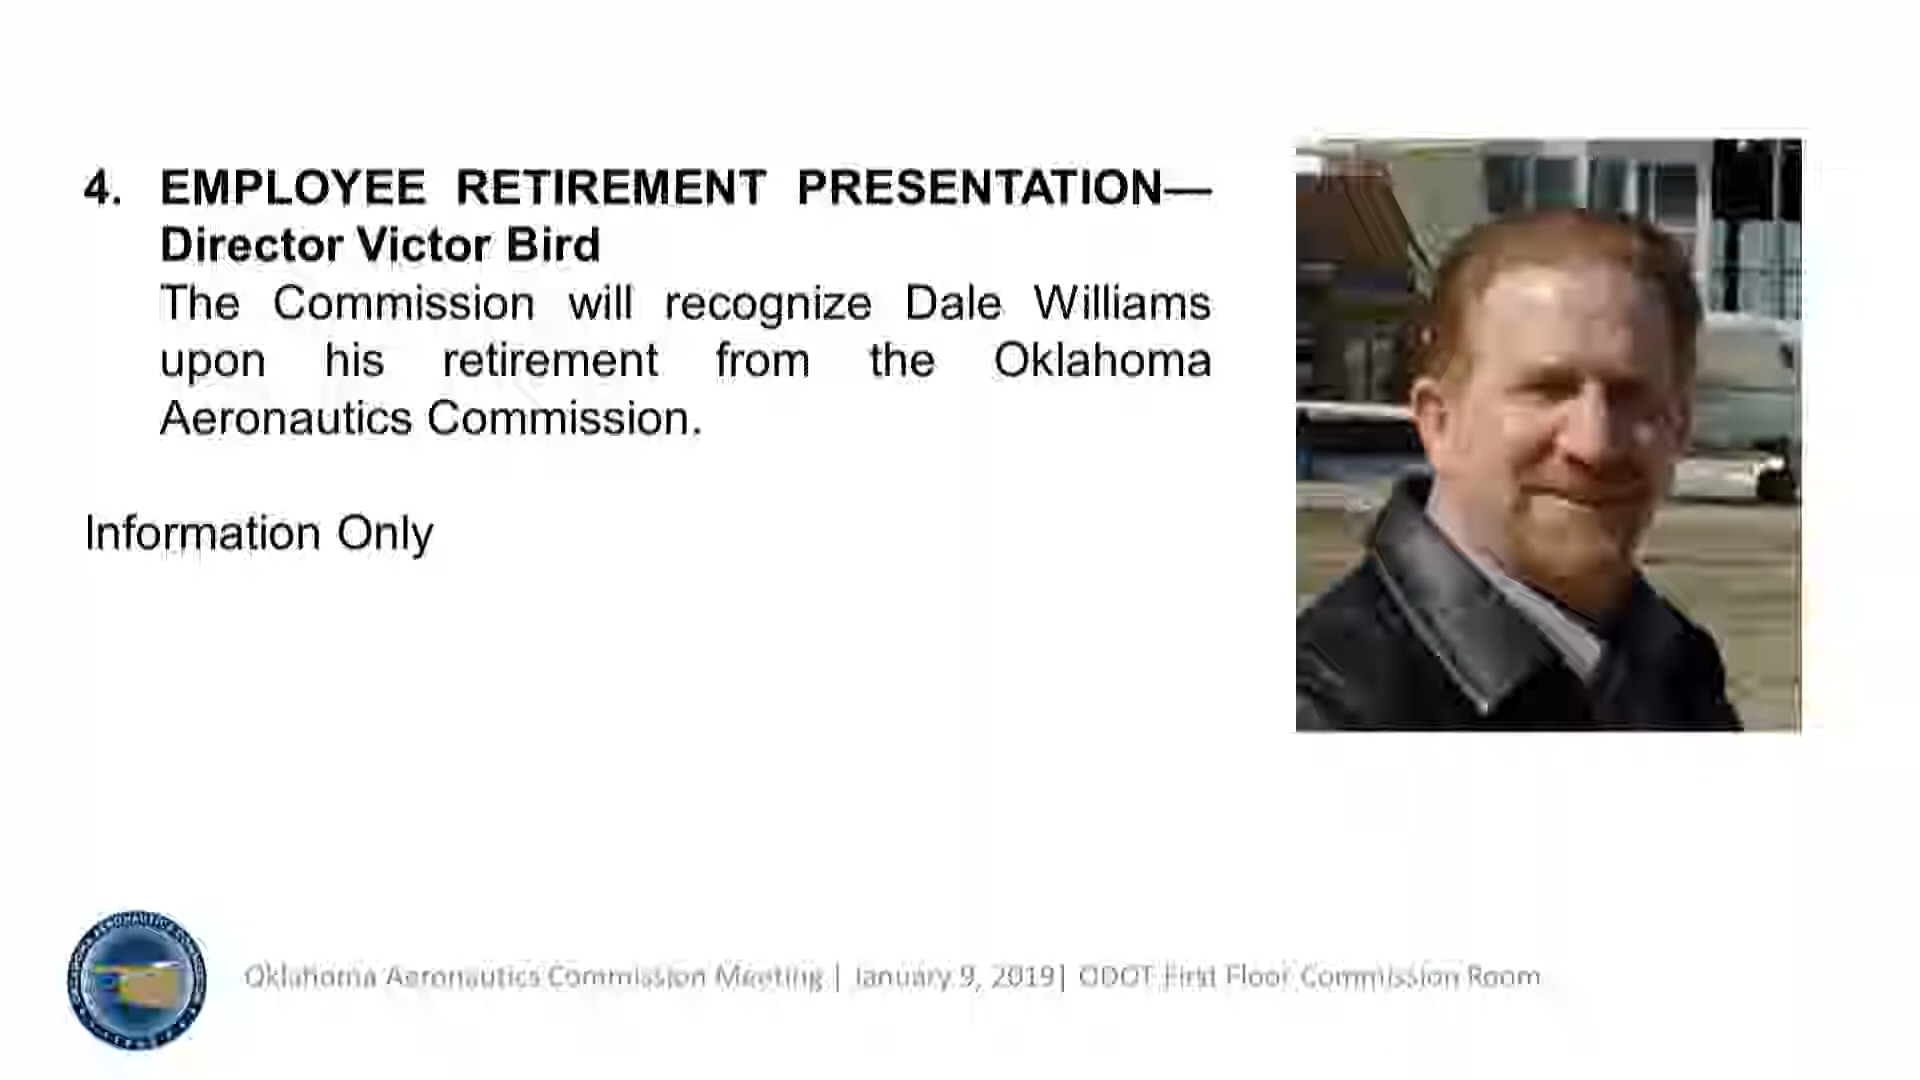 4. EMPLOYEE RETIREMENT PRESENTATION—
Director Victor Bird
The Commission will recognize Dale Williams
upon his retirement from the Oklahoma
Aeronautics Commission.
Information Only
Oklahoma Aeronautics Commission Meeting | January 9, 2019| ODOT First Floor Commission Room